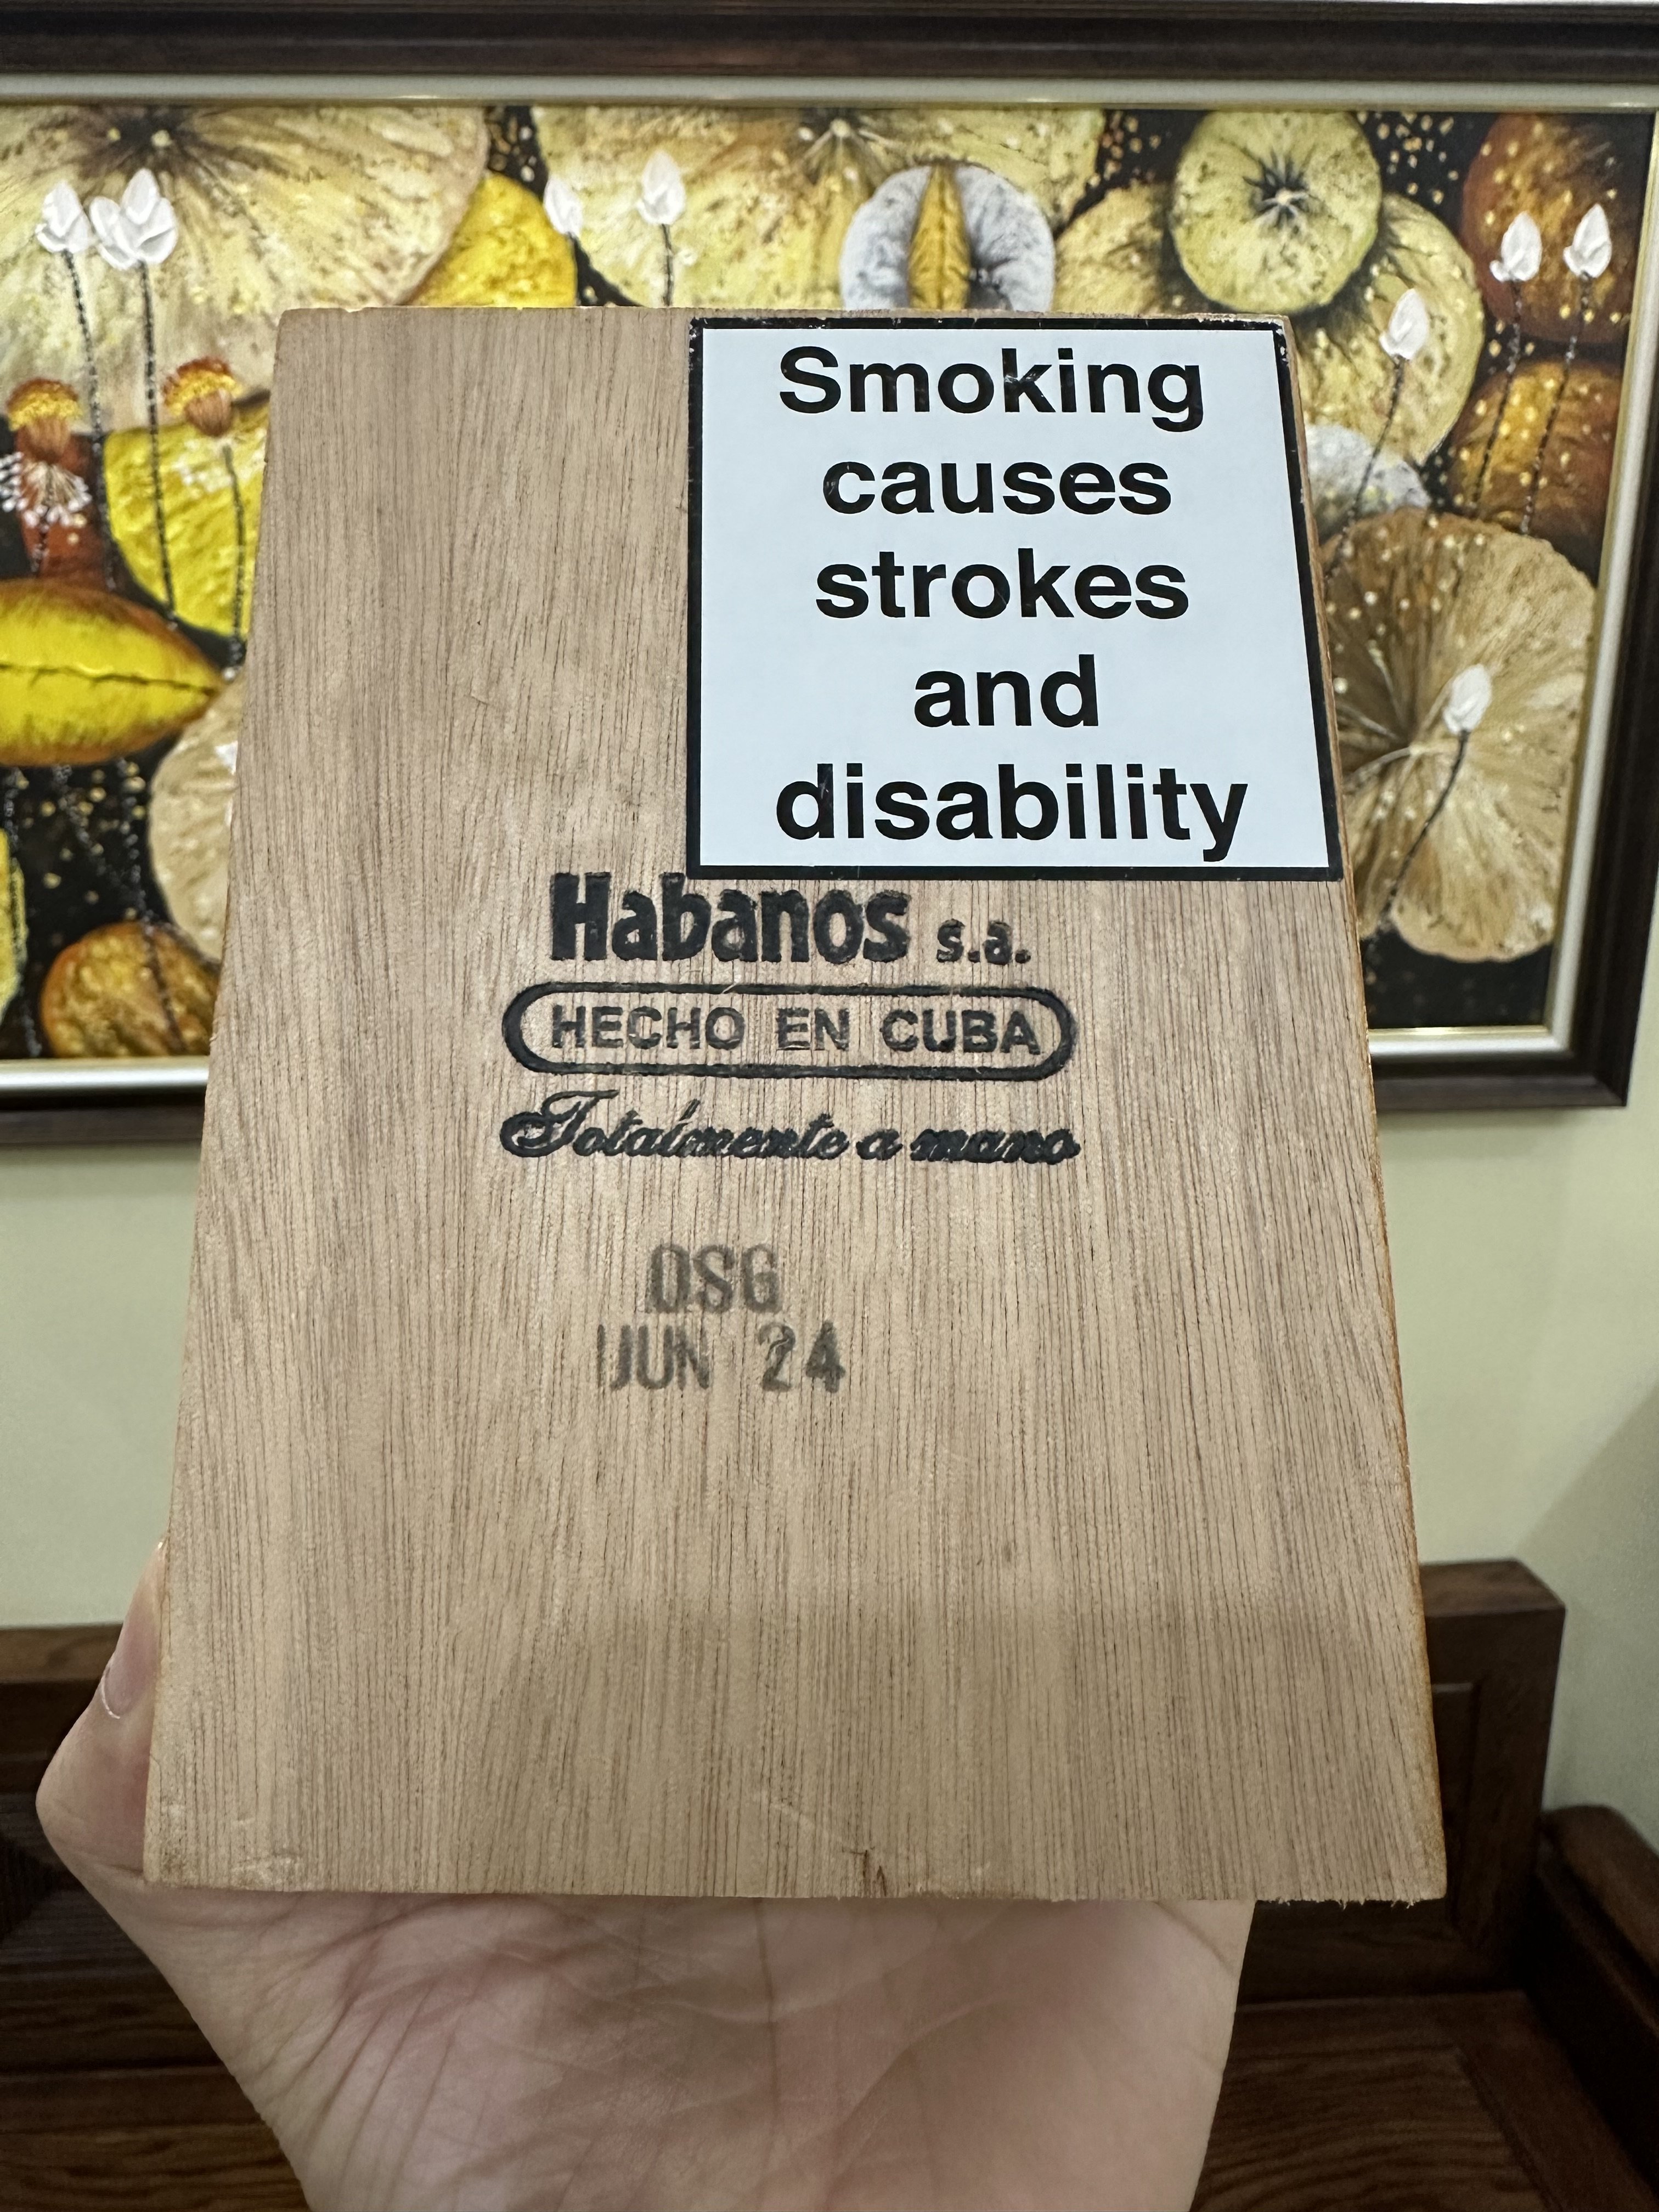 Smoking
causes
strokes
and
disability
Habanos s.a.
HECHO EN CUBA
Totalmente a mano
OSG
JUN 24